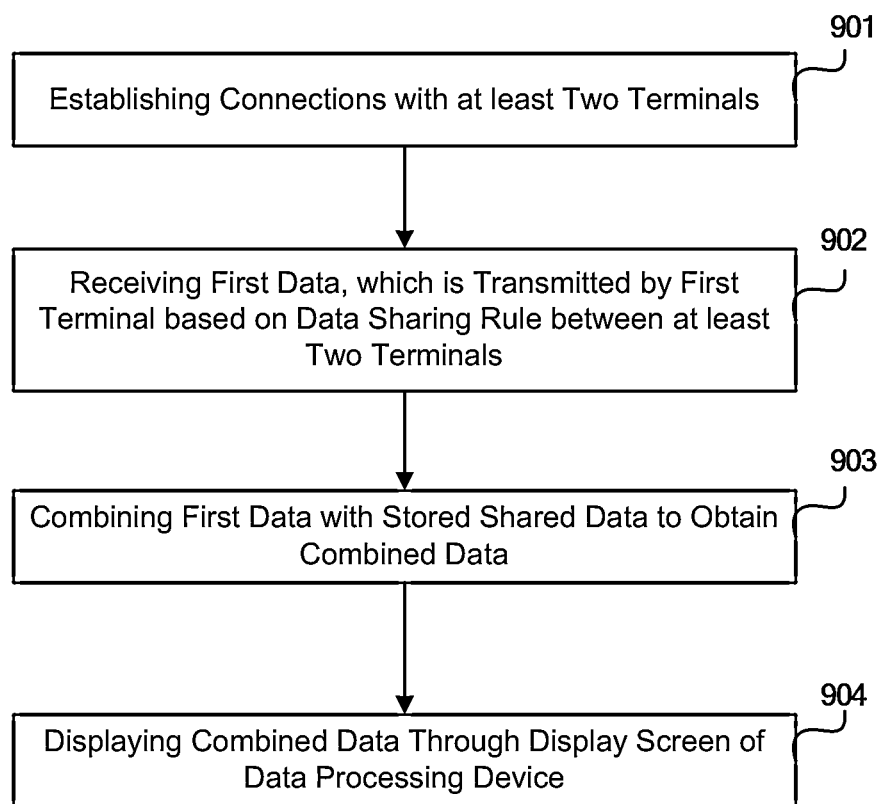 901
Establishing Connections with at least Two Terminals
902
Receiving First Data, which is Transmitted by First
Terminal based on Data Sharing Rule between at least
Two Terminals
903
Combining First Data with Stored Shared Data to Obtain
Combined Data
904
Displaying Combined Data Through Display Screen of
Data Processing Device